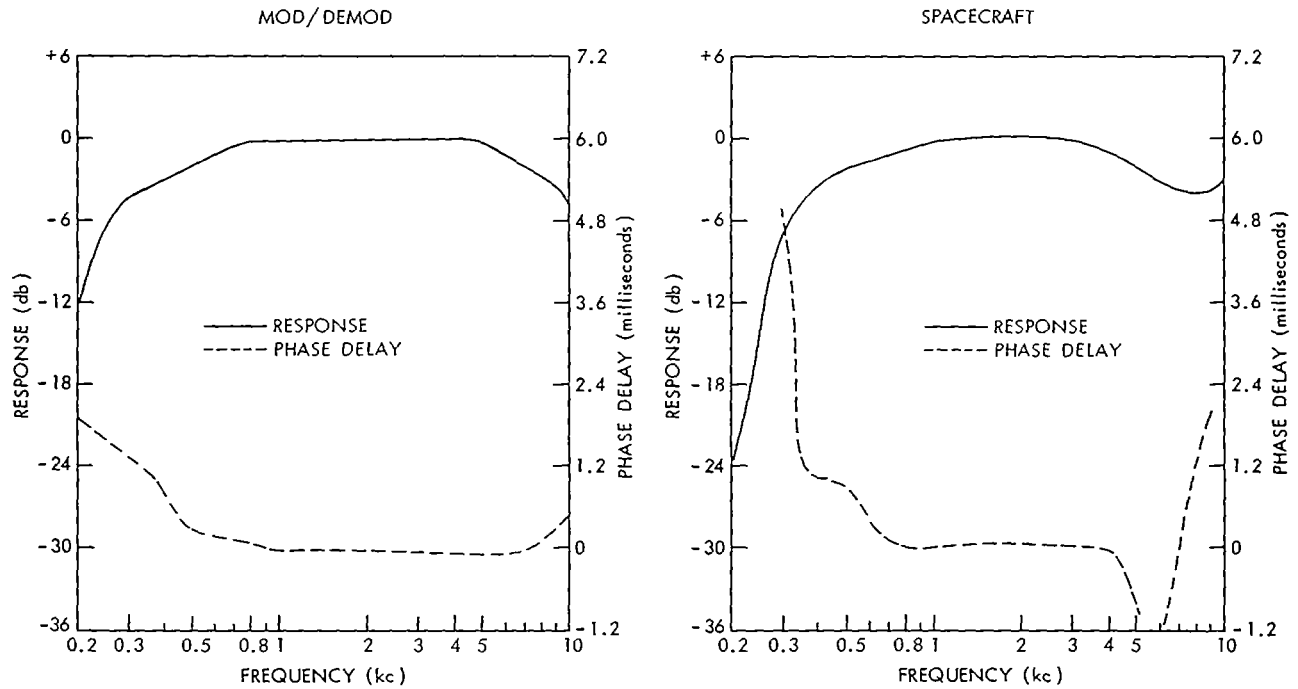 MOD/DEMOD
+6
0
-6
-12
-18
-24
-30
-36
RESPONSE (db)
7.2
6.0
4.8
3.6
2.4
1.2
0
-1.2
PHASE DELAY (milliseconds)
RESPONSE
PHASE DELAY
0.2 0.3 0.5 0.8 1 2 3 4 5 10
FREQUENCY (kc)
SPACECRAFT
+6
0
-6
-12
-18
-24
-30
-36
RESPONSE (db)
7.2
6.0
4.8
3.6
2.4
1.2
0
-1.2
PHASE DELAY (milliseconds)
RESPONSE
PHASE DELAY
0.2 0.3 0.5 0.8 1 2 3 4 5 10
FREQUENCY (kc)